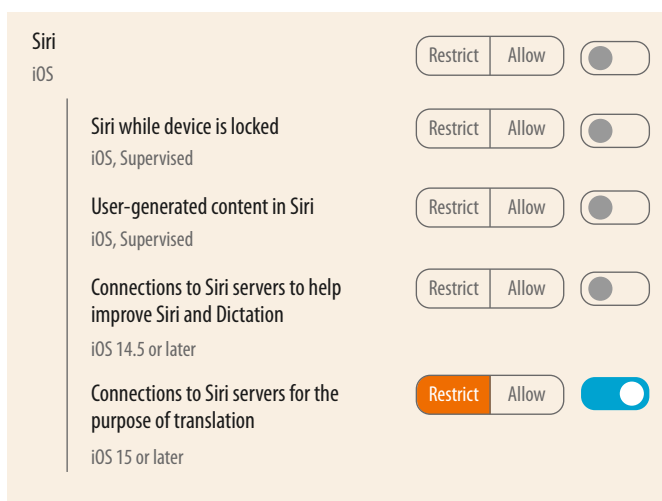 Siri
Restrict Allow
iOS
Siri while device is locked
Restrict Allow
iOS, Supervised
User-generated content in Siri
Restrict Allow
iOS, Supervised
Connections to Siri servers to help
Restrict Allow
improve Siri and Dictation
iOS 14.5 or later
Connections to Siri servers for the
Restrict Allow
purpose of translation
iOS 15 or later